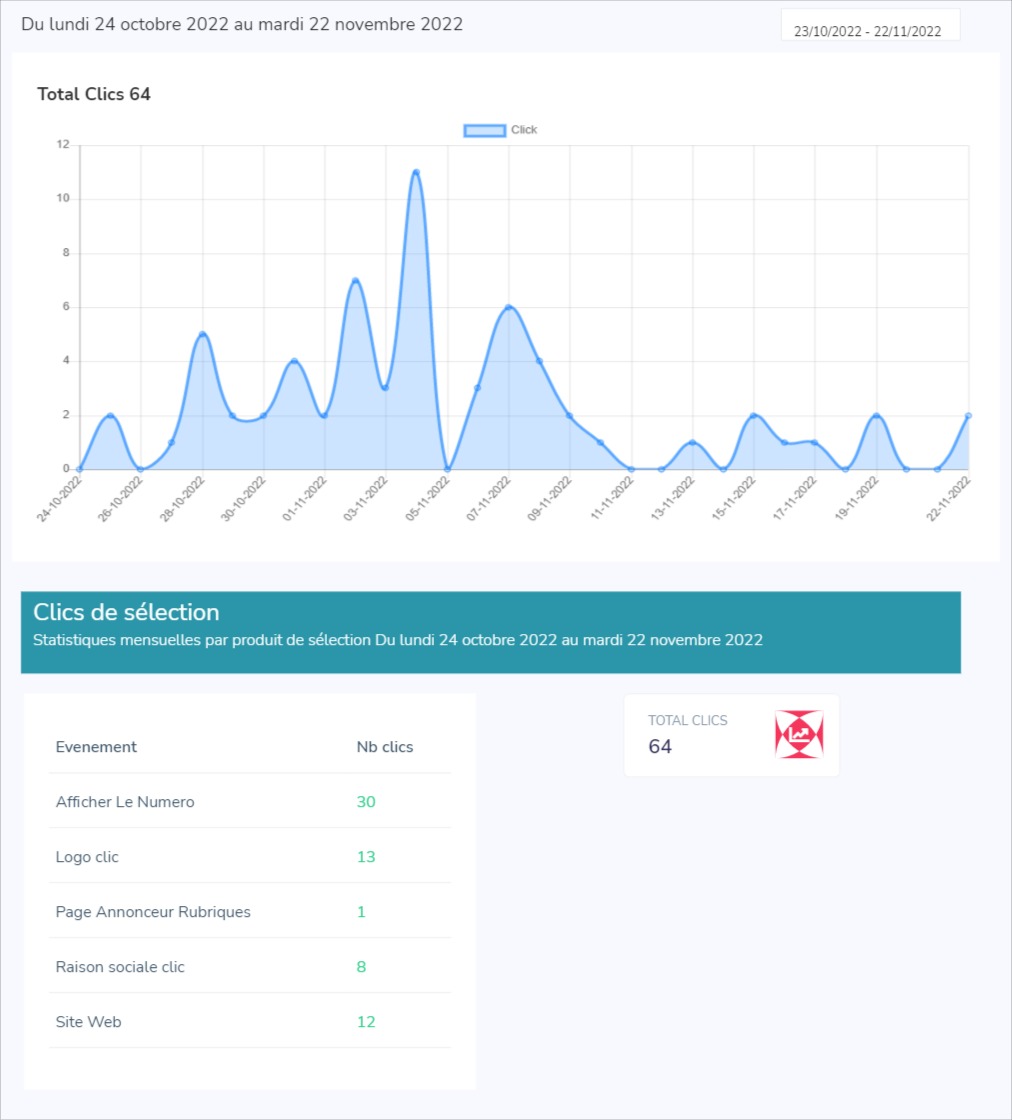 Du lundi 24 octobre 2022 au mardi 22 novembre 2022
23/10/2022 - 22/11/2022
Total Clics 64
Click
12
10
8
6
4
2
0
24-10-2022
26-10-2022
28-10-2022
30-10-2022
01-11-2022
03-11-2022
05-11-2022
07-11-2022
09-11-2022
11-11-2022
13-11-2022
15-11-2022
17-11-2022
19-11-2022
22-11-2022
Clics de sélection
Statistiques mensuelles par produit de sélection Du lundi 24 octobre 2022 au mardi 22 novembre 2022
Evenement Nb clics
Afficher Le Numero 30
Logo clic 13
Page Annonceur Rubriques 1
Raison sociale clic 8
Site Web 12
TOTAL CLICS
64